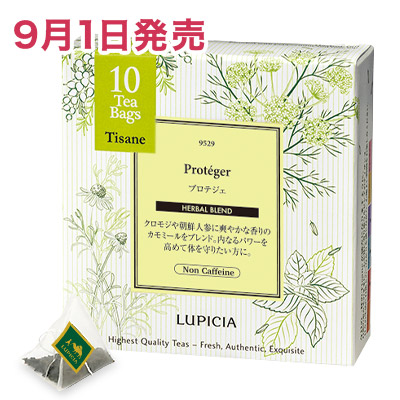 9月1日発売
10
Tea
Bags
Tisane
9529
Protéger
プロテジェ
HERBAL BLEND
クロモジや朝鮮人参に爽やかな香りの
カモミールをブレンド。内なるパワーを
高めて体を守りたい方に。
Non Caffeine
LUPICIA
Highest Quality Teas – Fresh, Authentic, Exquisite
LUPICIA